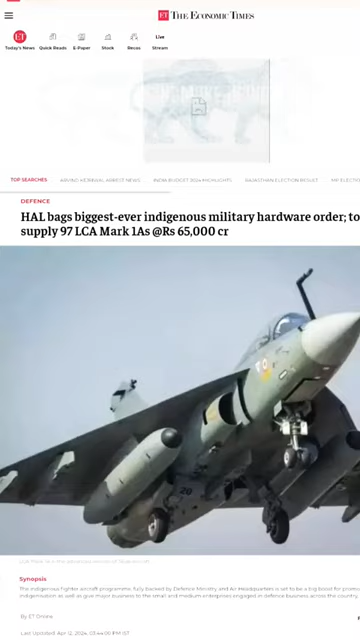 ET THE ECONOMIC TIMES
ET
Live
Today's News Quick Reads E-Paper Stock Recos Stream
TOP SEARCHES ARVIND KEJRIWAL ARREST NEWS INDIA BUDGET 2024 HIGHLIGHTS RAJASTHAN ELECTION RESULT
DEFENCE
HAL bags biggest-ever indigenous military hardware order; to
supply 97 LCA Mark 1As @Rs 65,000 cr
20
Synopsis
The indigenous fighter aircraft programme, fully backed by Defence Ministry and Air Headquarters is set to be a big boost for
indigenisation as well as give major business to the small and medium enterprises engaged in defence business across the country.
By ET Online
Last Updated: Apr 12, 2024, 03:44:00 PM IST